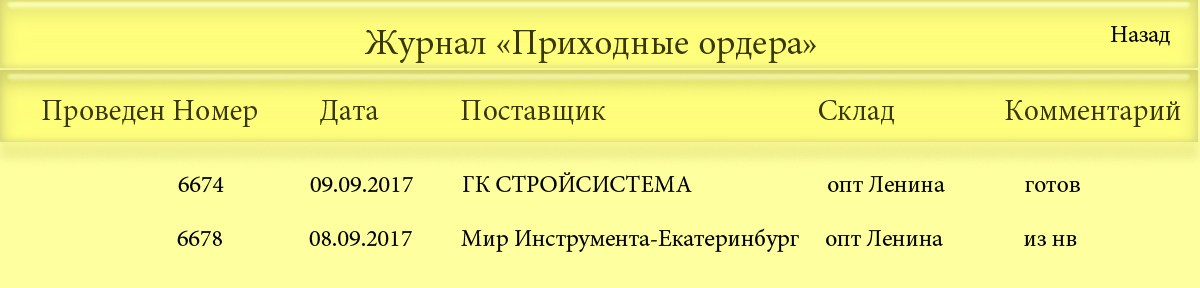 Журнал «Приходные ордера»
Назад
Проведен Номер Дата Поставщик Склад Комментарий
6674 09.09.2017 ГК СТРОЙСИСТЕМА опт Ленина готов
6678 08.09.2017 Мир Инструмента-Екатеринбург опт Ленина из нв